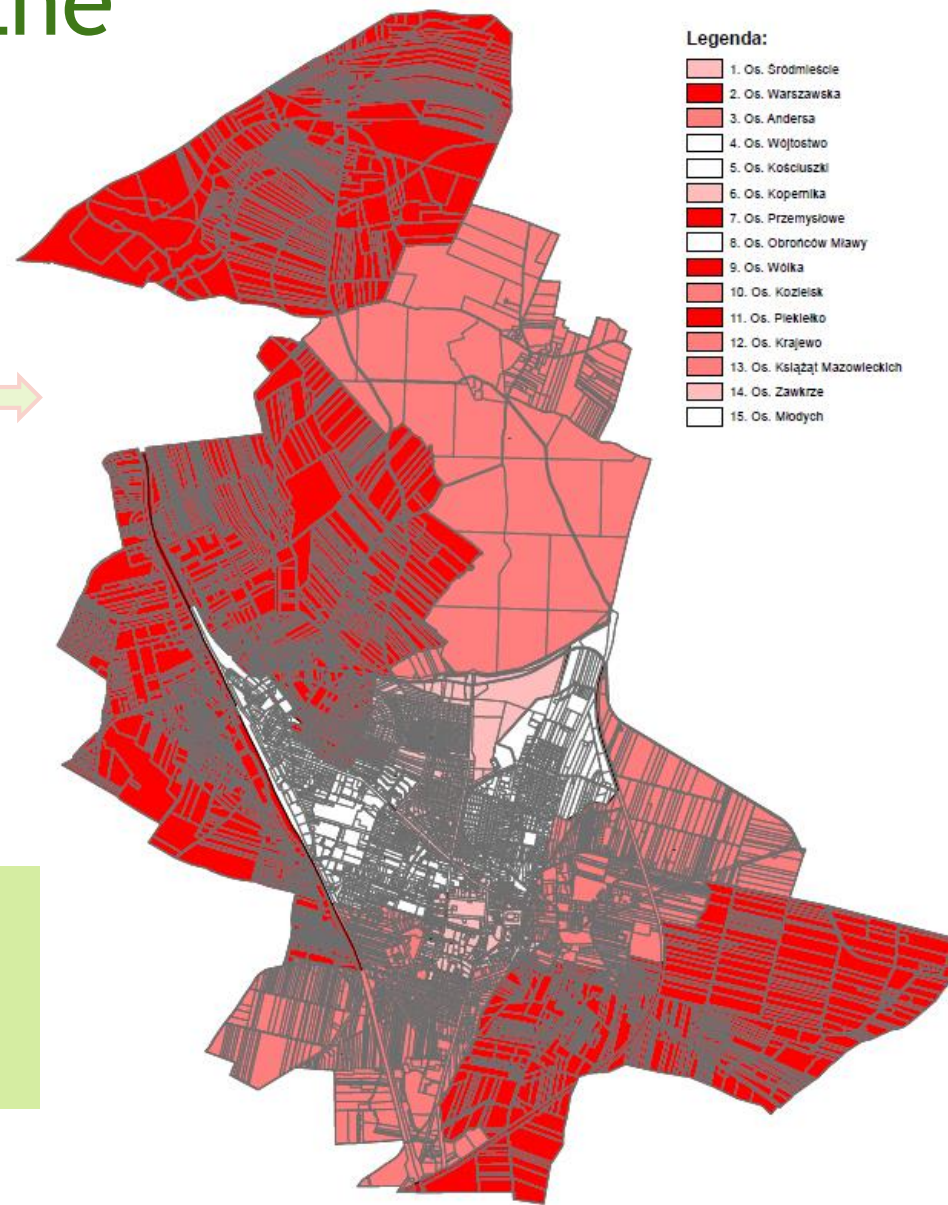 Legenda:
1. Os. Śródmieście
2. Os. Warszawska
3. Os. Andersa
4. Os. Wójtostwo
5. Os. Kościuszki
6. Os. Kopernika
7. Os. Przemysłowe
8. Os. Obrońców Mławy
9. Os. Wólka
10. Os. Kozielsk
11. Os. Piekiełko
12. Os. Krajewo
13. Os. Książąt Mazowieckich
14. Os. Zawkrze
15. Os. Młodych